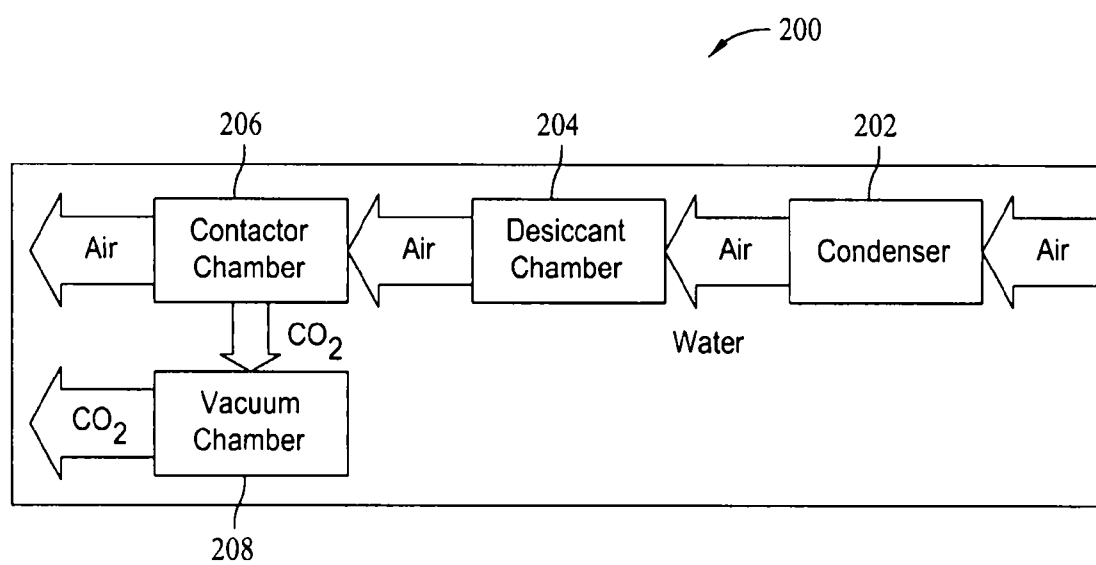 200
206
204
202
Air
Contactor
Chamber
Air
Desiccant
Chamber
Air
Condenser
Air
CO2
Water
CO2
Vacuum
Chamber
208